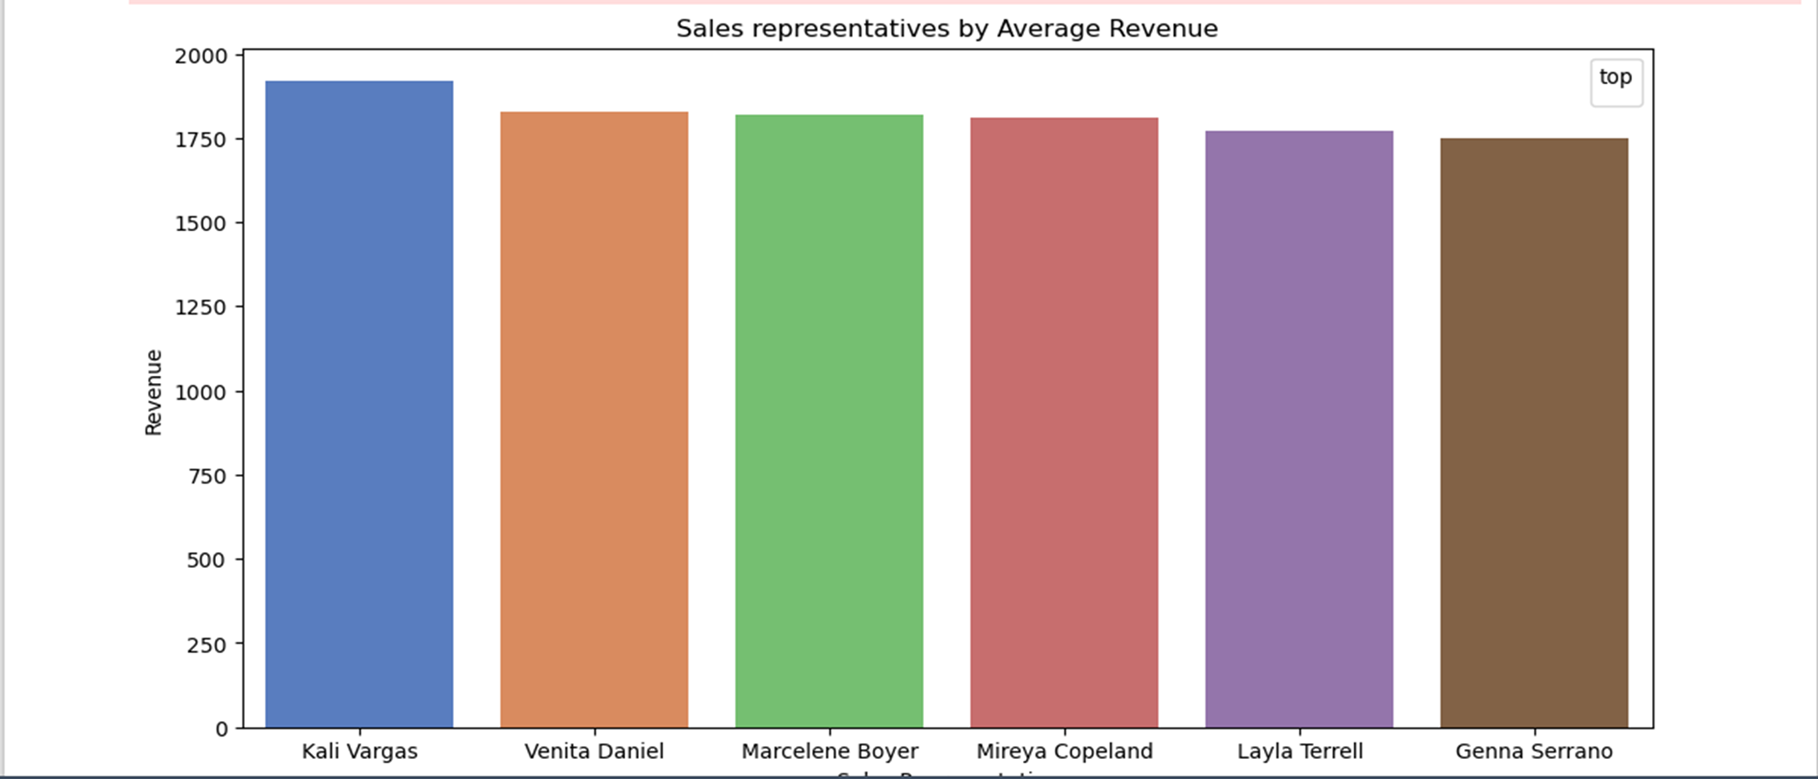 Sales representatives by Average Revenue
top
2000
1750
1500
1250
1000
750
500
250
0
Revenue
Kali Vargas Venita Daniel Marcelene Boyer Mireya Copeland Layla Terrell Genna Serrano